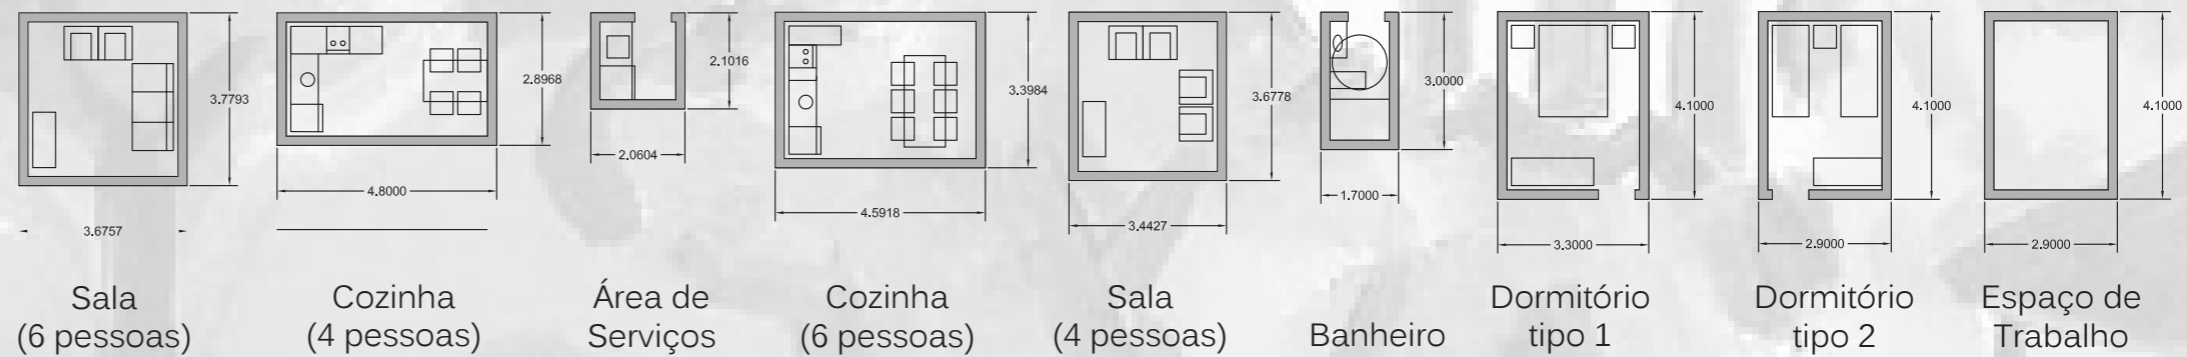 3.7793
3.6757
Sala
(6 pessoas)
2.8968
4.8000
Cozinha
(4 pessoas)
2.1016
2.0604
Área de
Serviços
3.3984
4.5918
Cozinha
(6 pessoas)
3.6778
3.4427
Sala
(4 pessoas)
3.0000
1.7000
Banheiro
4.1000
3.3000
Dormitório
tipo 1
4.1000
2.9000
Dormitório
tipo 2
4.1000
2.9000
Espaço de
Trabalho